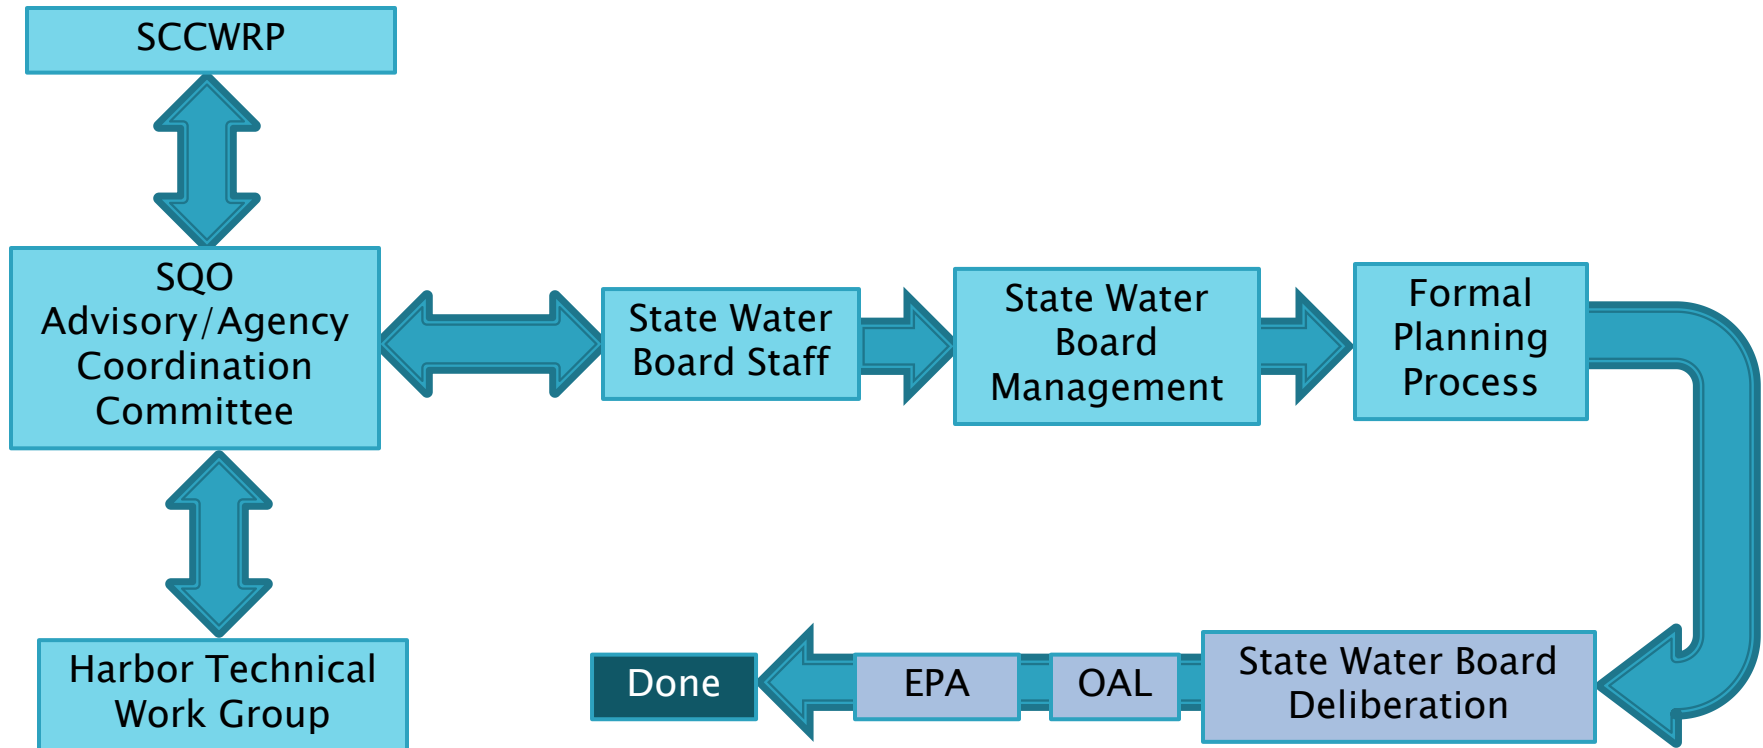 SCCWRP
SQO
Advisory/Agency
Coordination
Committee
State Water
Board Staff
State Water
Board
Management
Formal
Planning
Process
Harbor Technical
Work Group
Done
EPA
OAL
State Water Board
Deliberation